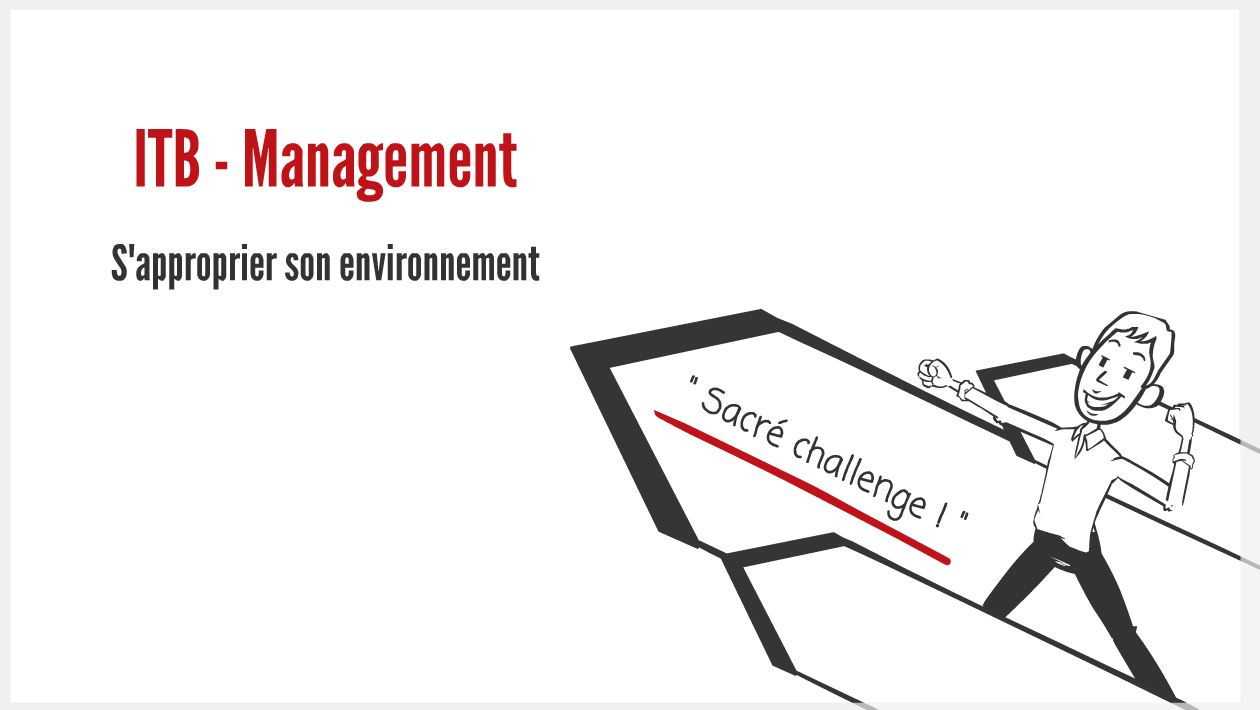 ITB - Management
S'approprier son environnement
" Sacré challenge ! "